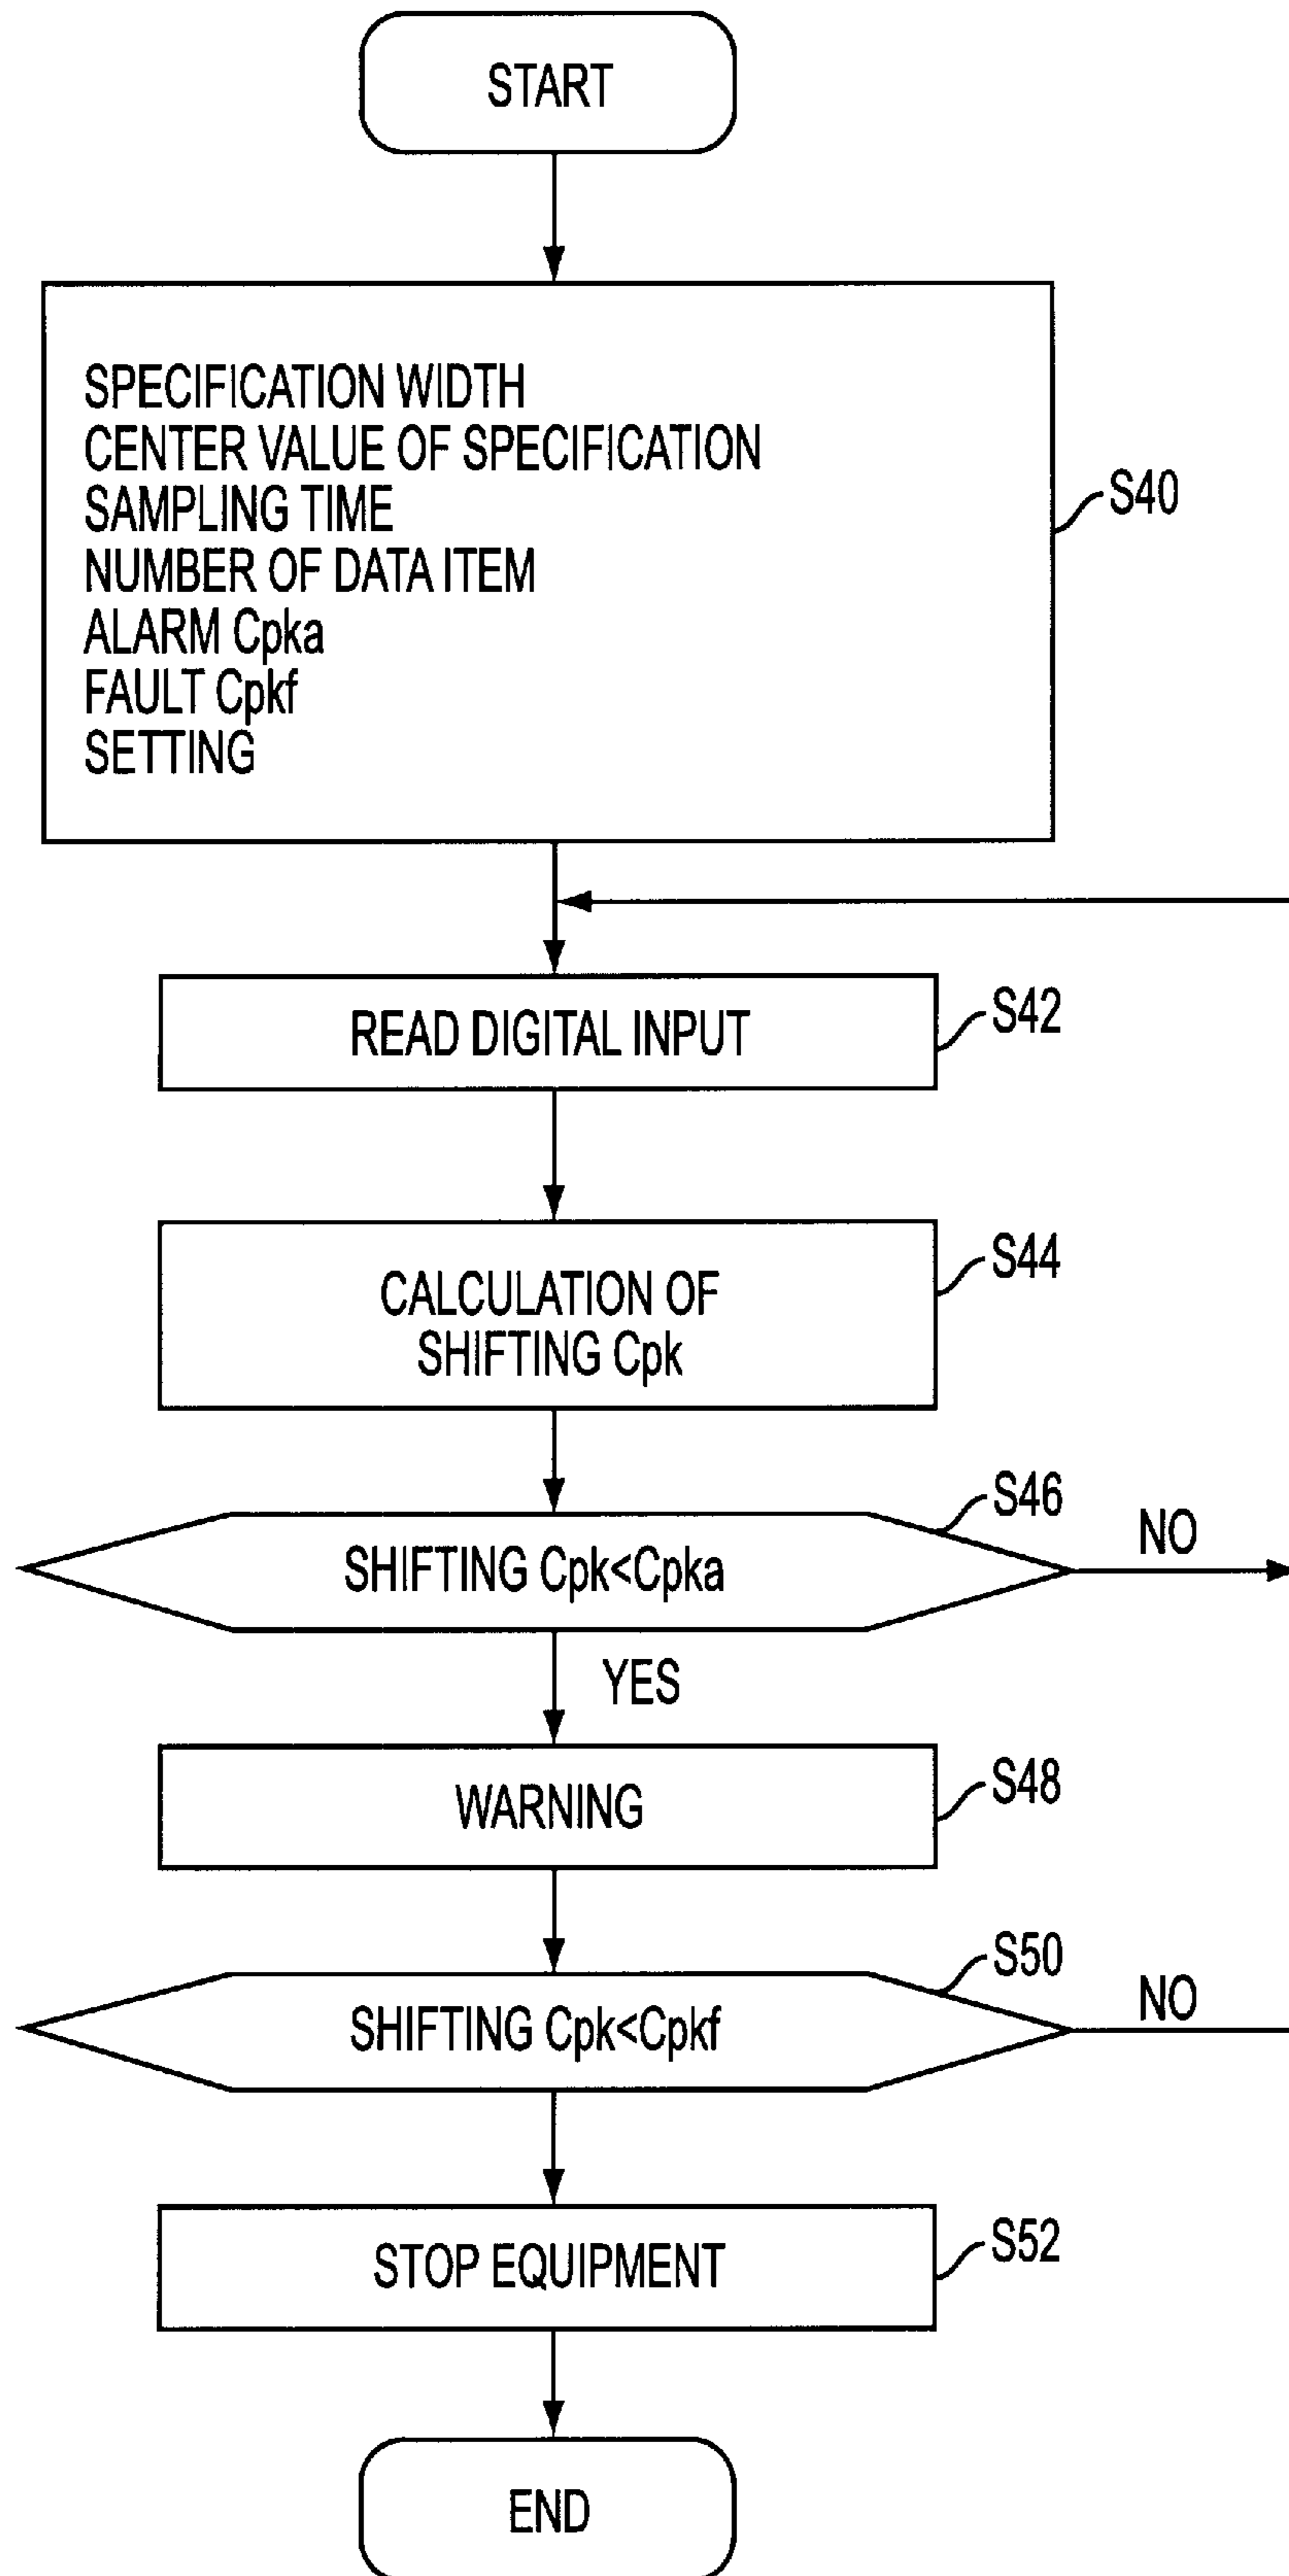 START
SPECIFICATION WIDTH
CENTER VALUE OF SPECIFICATION
SAMPLING TIME
NUMBER OF DATA ITEM
ALARM Cpka
FAULT Cpkf
SETTING
S40
READ DIGITAL INPUT
S42
CALCULATION OF
SHIFTING Cpk
S44
SHIFTING Cpk<Cpka
S46
NO
YES
WARNING
S48
SHIFTING Cpk<Cpkf
S50
NO
STOP EQUIPMENT
S52
END